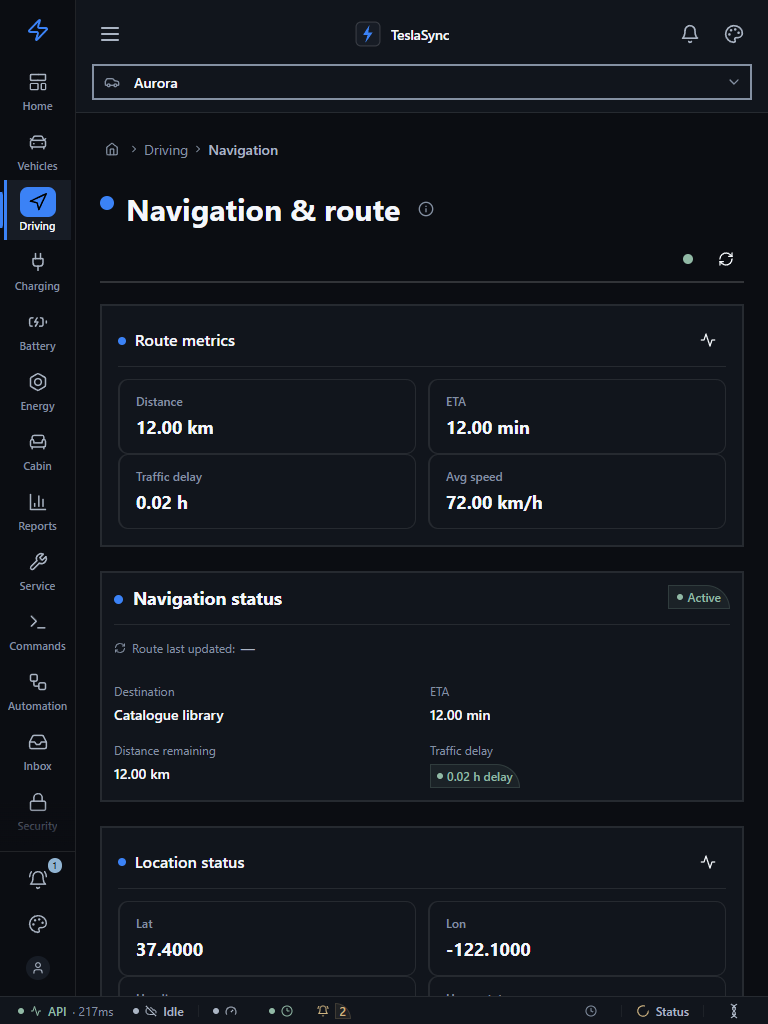 TeslaSync
Aurora
Home
Vehicles
Driving
Charging
Battery
Energy
Cabin
Reports
Service
Commands
Automation
Inbox
Security
1
Driving
Navigation
Navigation & route
Route metrics
Distance
12.00 km
ETA
12.00 min
Traffic delay
0.02 h
Avg speed
72.00 km/h
Navigation status
Active
Route last updated: —
Destination
Catalogue library
ETA
12.00 min
Distance remaining
12.00 km
Traffic delay
0.02 h delay
Location status
Lat
37.4000
Lon
-122.1000
API · 217ms
Idle
2
Status